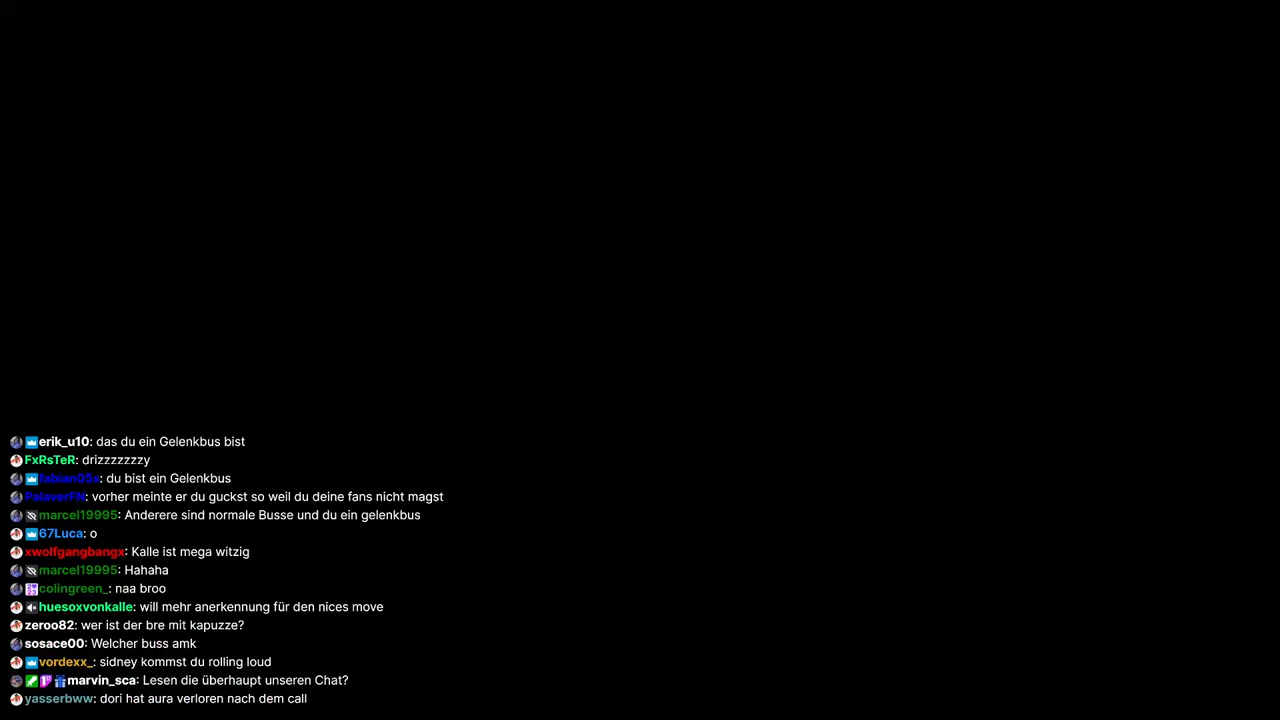 erik_u10: das du ein Gelenkbus bist
FxRsTeR: drizzzzzzy
fabian05x: du bist ein Gelenkbus
PalaverFN: vorher meinte er du guckst so weil du deine fans nicht magst
marcel19995: Anderere sind normale Busse und du ein gelenkbus
67Luca: o
xwolfgangbangx: Kalle ist mega witzig
marcel19995: Hahaha
colingreen_: naa broo
huesoxvonkalle: will mehr anerkennung für den nices move
zeroo82: wer ist der bre mit kapuzze?
sosace00: Welcher buss amk
vordexx_: sidney kommst du rolling loud
marvin_sca: Lesen die überhaupt unseren Chat?
yasserbww: dori hat aura verloren nach dem call